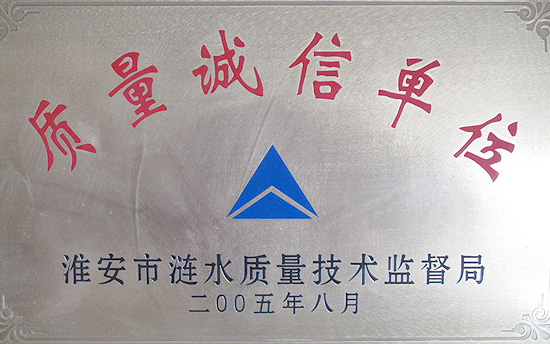 质量诚信单位
淮安市涟水质量技术监督局
二00五年八月